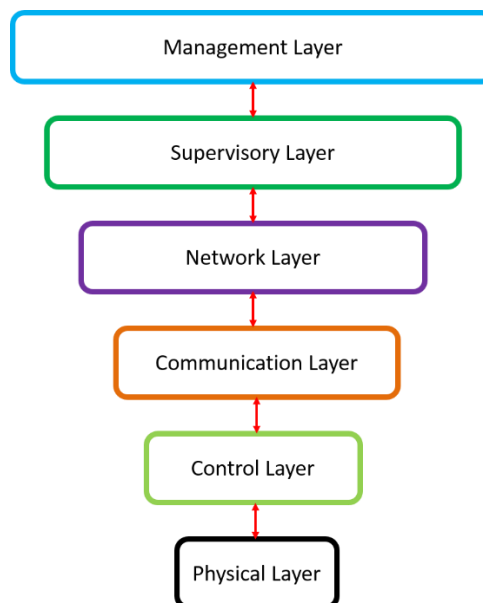 Management Layer
Supervisory Layer
Network Layer
Communication Layer
Control Layer
Physical Layer